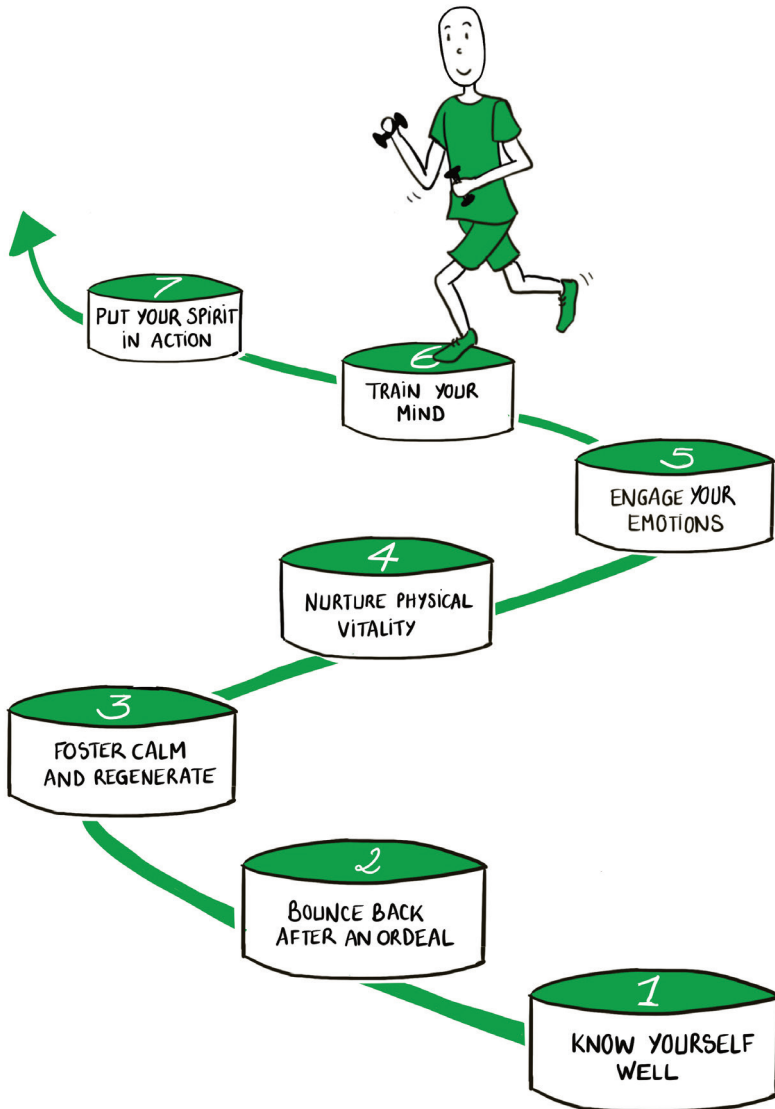 7
PUT YOUR SPIRIT
IN ACTION
6
TRAIN YOUR
MIND
5
ENGAGE YOUR
EMOTIONS
4
NURTURE PHYSICAL
VITALITY
3
FOSTER CALM
AND REGENERATE
2
BOUNCE BACK
AFTER AN ORDEAL
1
KNOW YOURSELF
WELL